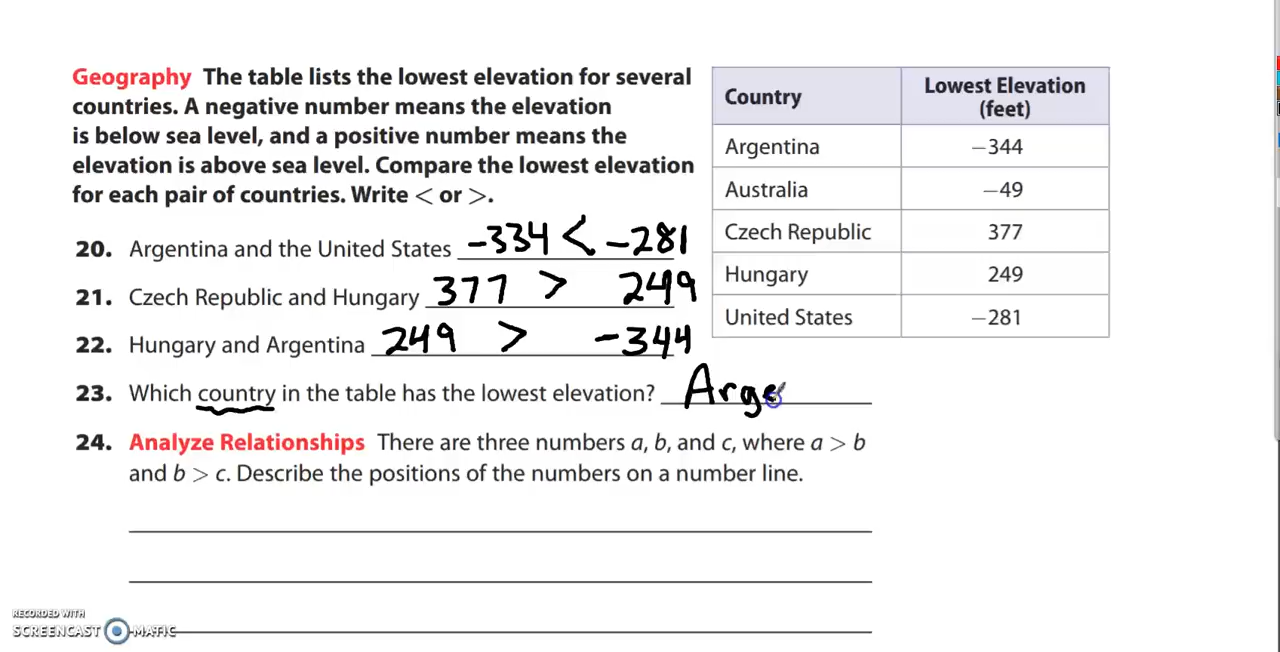 Geography The table lists the lowest elevation for several
countries. A negative number means the elevation
is below sea level, and a positive number means the
elevation is above sea level. Compare the lowest elevation
for each pair of countries. Write < or >.
20. Argentina and the United States -334 < -281
21. Czech Republic and Hungary 377 > 249
22. Hungary and Argentina 249 > -344
23. Which country in the table has the lowest elevation? Arge
24. Analyze Relationships There are three numbers a, b, and c, where a > b
and b > c. Describe the positions of the numbers on a number line.
Country Lowest Elevation (feet)
Argentina −344
Australia −49
Czech Republic 377
Hungary 249
United States −281
RECORDED WITH
SCREENCAST-O-MATIC